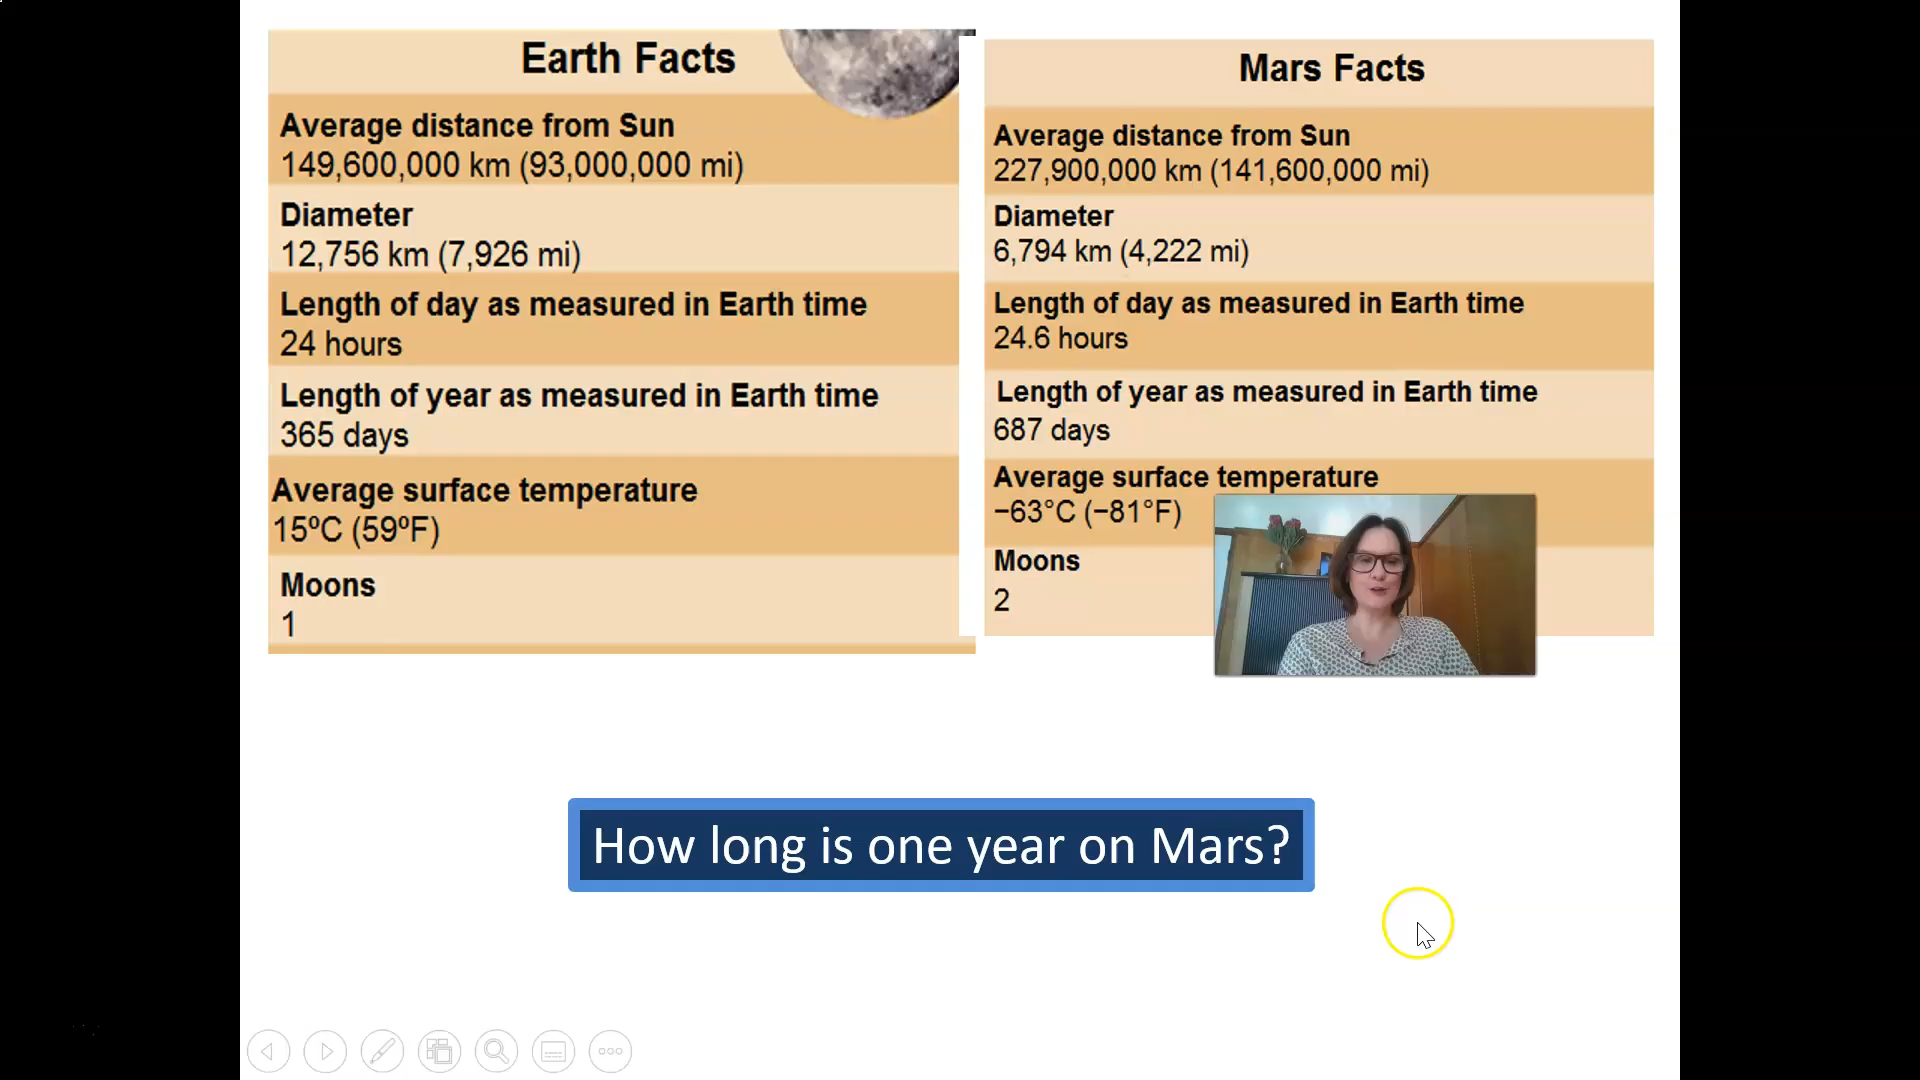 Earth Facts
Average distance from Sun
149,600,000 km (93,000,000 mi)
Diameter
12,756 km (7,926 mi)
Length of day as measured in Earth time
24 hours
Length of year as measured in Earth time
365 days
Average surface temperature
15ºC (59ºF)
Moons
1
Mars Facts
Average distance from Sun
227,900,000 km (141,600,000 mi)
Diameter
6,794 km (4,222 mi)
Length of day as measured in Earth time
24.6 hours
Length of year as measured in Earth time
687 days
Average surface temperature
−63°C (−81°F)
Moons
2
How long is one year on Mars?